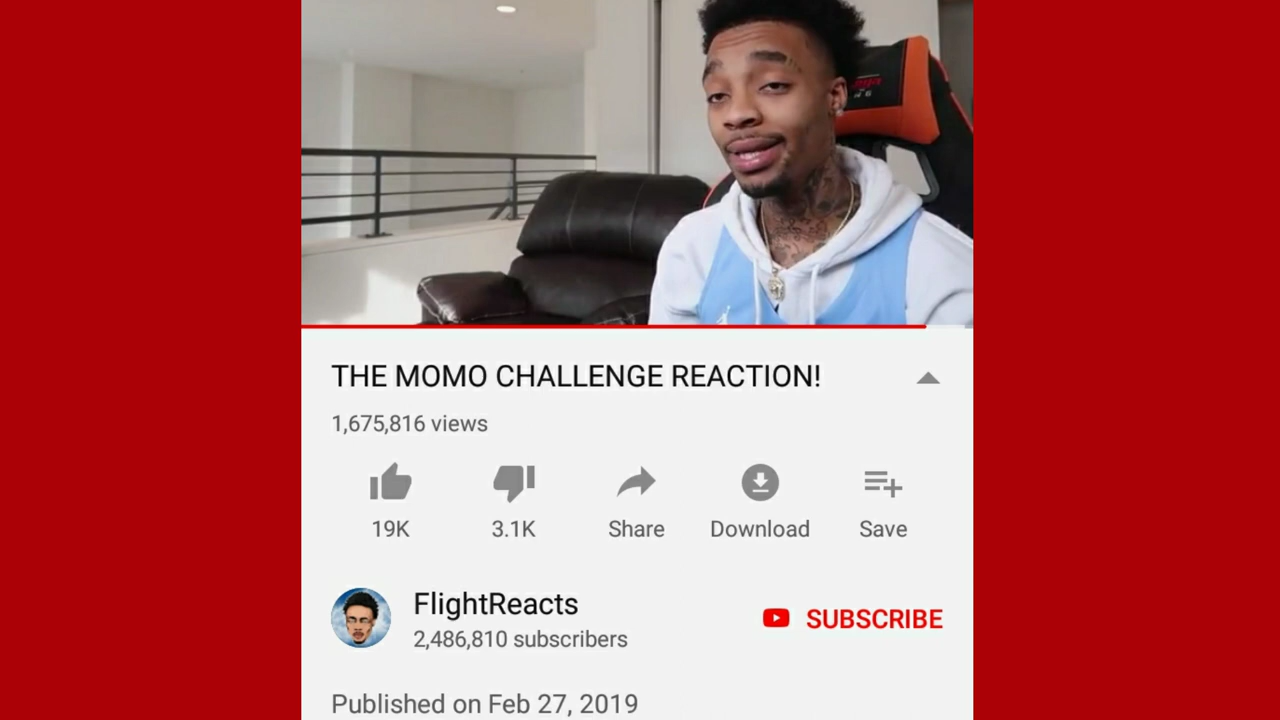 THE MOMO CHALLENGE REACTION!
1,675,816 views
19K 3.1K Share Download Save
FlightReacts SUBSCRIBE
2,486,810 subscribers
Published on Feb 27, 2019